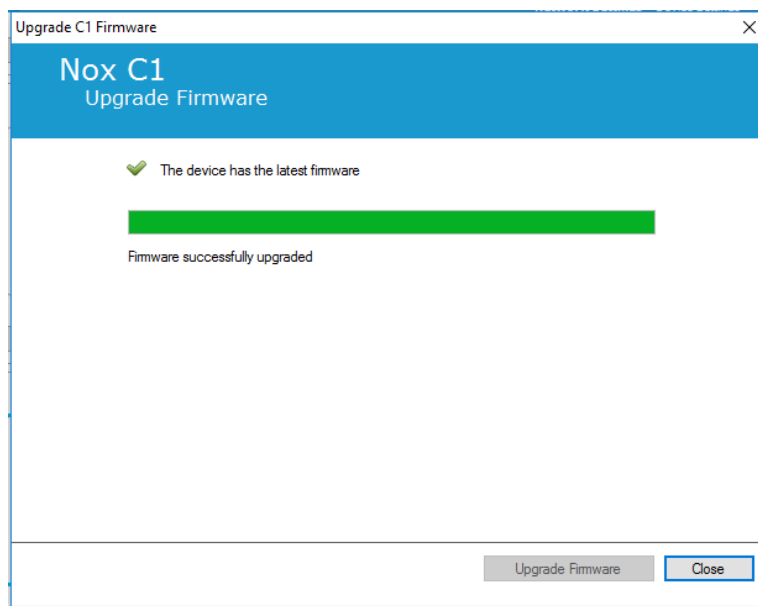 Upgrade C1 Firmware
Nox C1
Upgrade Firmware
The device has the latest firmware
Firmware successfully upgraded
Upgrade Firmware Close